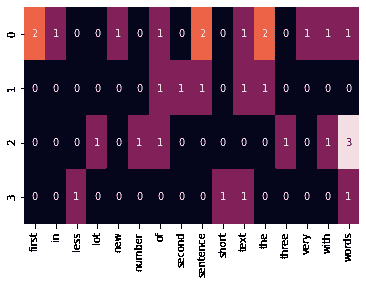 0 2 1 0 0 1 0 1 0 2 0 1 2 0 1 1 1
1 0 0 0 0 0 0 1 1 1 0 1 1 0 0 0 0
2 0 0 0 1 0 1 1 0 0 0 0 0 1 0 1 3
3 0 0 1 0 0 0 0 0 0 1 1 0 0 0 0 1
first in less lot new number of second sentence short text the three very with words